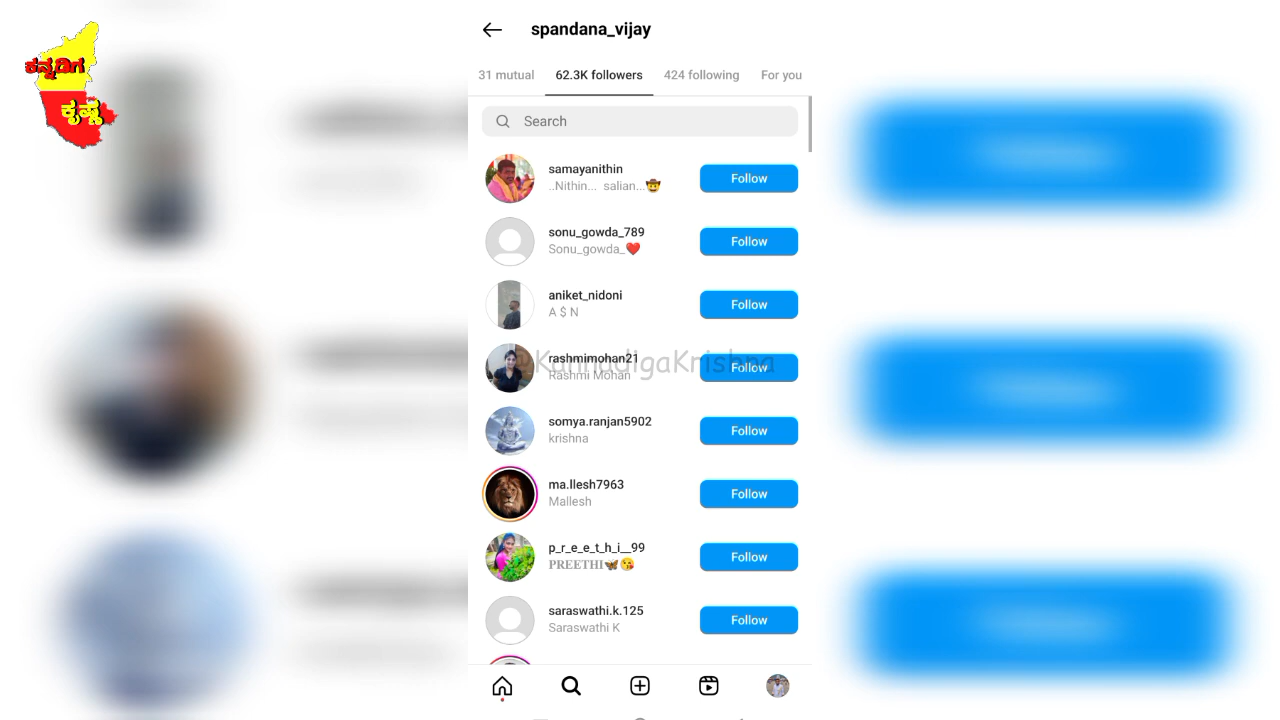 ಕನ್ನಡಿಗ
ಕೃಷ್ಣ
spandana_vijay
31 mutual 62.3K followers 424 following For you
Search
samayanithin
..Nithin... salian...🤠
Follow
sonu_gowda_789
Sonu_gowda_❤️
Follow
aniket_nidoni
A $ N
Follow
rashmimohan21
Rashmi Mohan
Follow
@KannadigaKrishna
somya.ranjan5902
krishna
Follow
ma.llesh7963
Mallesh
Follow
p_r_e_e_t_h_i__99
𝐏𝐑𝐄𝐄𝐓𝐇𝐈🦋😘
Follow
saraswathi.k.125
Saraswathi K
Follow